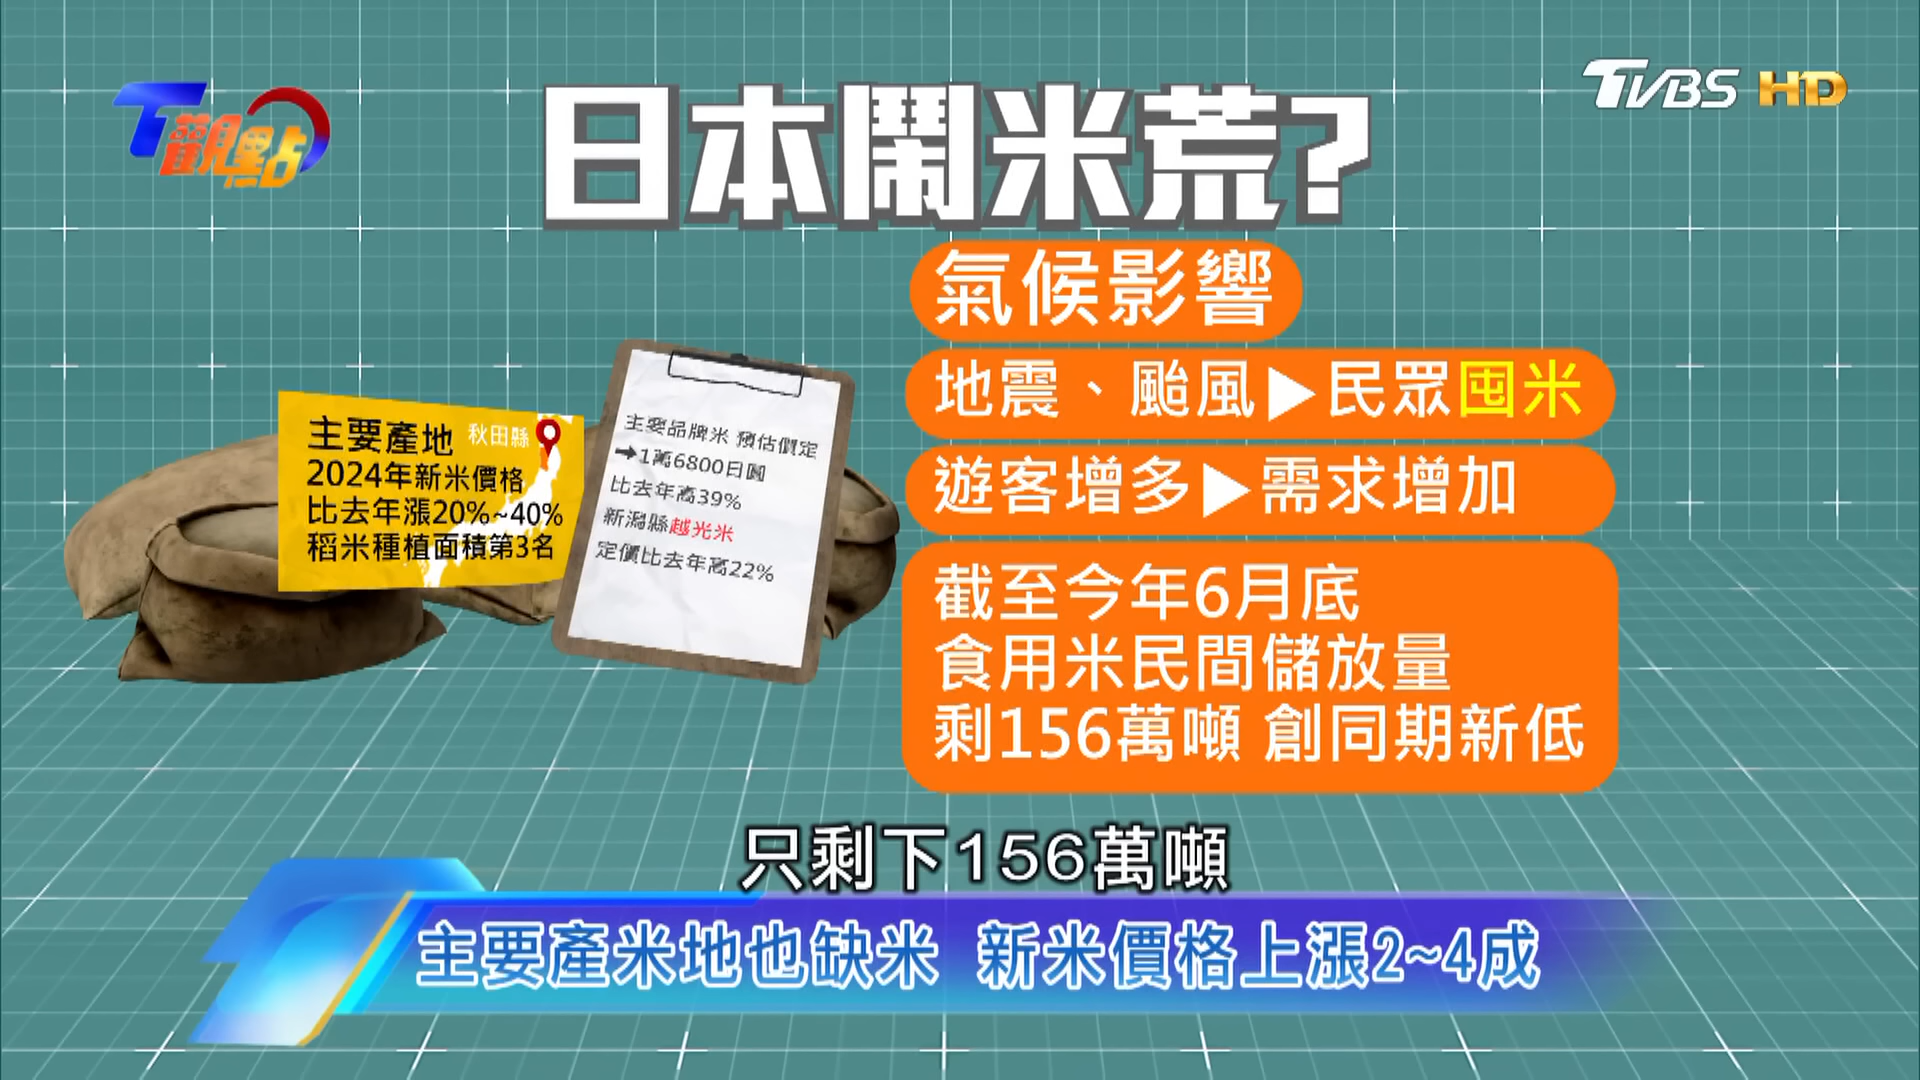 T觀點
TVBS HD
日本鬧米荒?
氣候影響
地震、颱風▶民眾囤米
遊客增多▶需求增加
截至今年6月底
食用米民間儲放量
剩156萬噸 創同期新低
主要產地 秋田縣
2024年新米價格
比去年漲20%~40%
稻米種植面積第3名
主要品牌米 預估價定
➡1萬6800日圓
比去年高39%
新潟縣越光米
定價比去年高22%
只剩下156萬噸
主要產米地也缺米 新米價格上漲2~4成